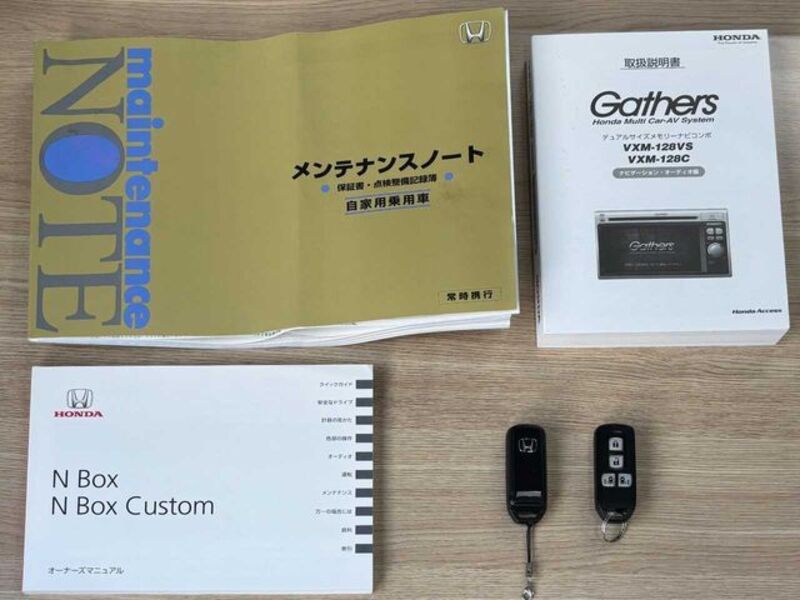 maintenance
NOTE
メンテナンスノート
保証書・点検整備記録簿
自家用乗用車
常時携行
HONDA
取扱説明書
Gathers
Honda Multi Car-AV System
デュアルサイズメモリーナビコンポ
VXM-128VS
VXM-128C
ナビゲーション・オーディオ編
Gathers
Honda Access
HONDA
N Box
N Box Custom
オーナーズマニュアル
クイックガイド
安全なドライブ
計器の見かた
各部の操作
オーディオ
運転
メンテナンス
万一の場合には
資料
索引